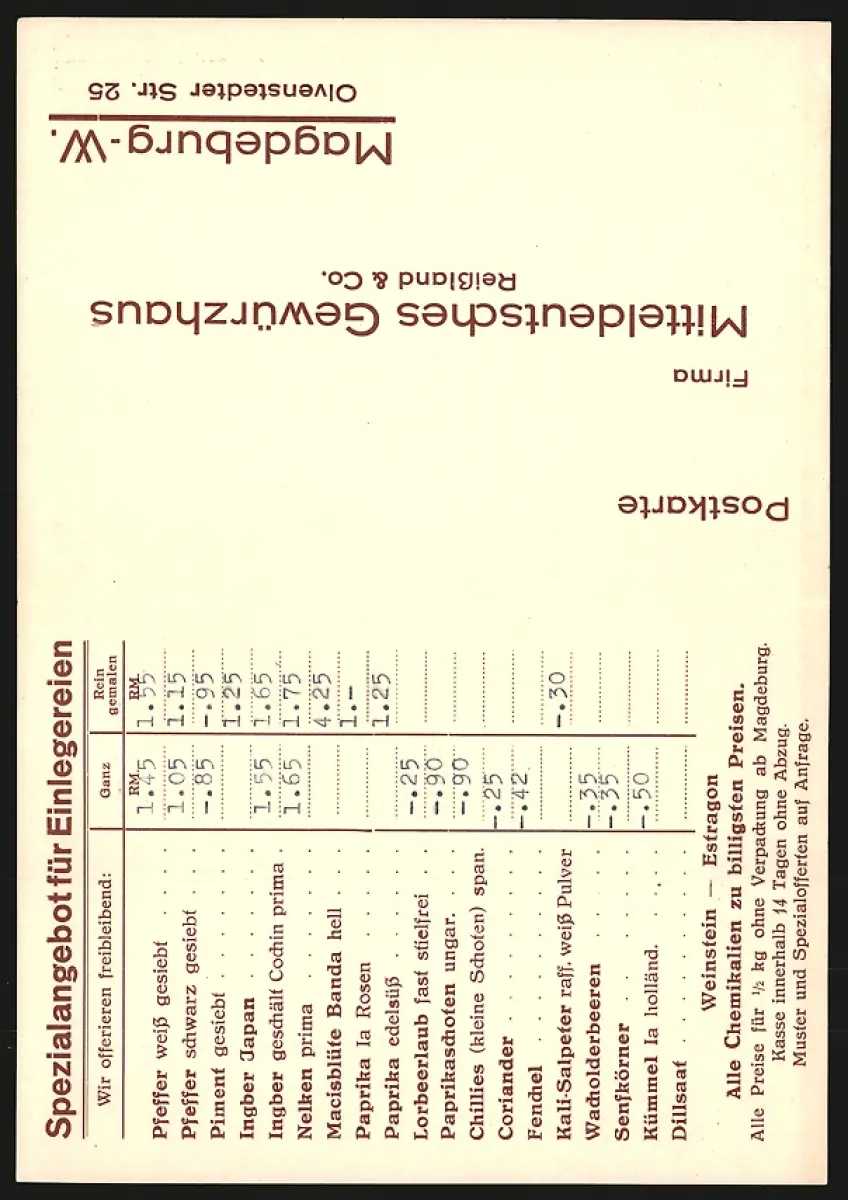 Olvenstedter Str. 25
Magdeburg-W.
Reißland & Co.
Mitteldeutsches Gewürzhaus
Firma
Postkarte
Spezialangebot für Einlegereien
Wir offerieren freibleibend: Ganz Rein gemalen
RM RM
Pfeffer weiß gesiebt . . . . 1.45 1.55
Pfeffer schwarz gesiebt . . . 1.05 1.15
Piment gesiebt . . . . . -.85 -.95
Ingber Japan . . . . . . 1.25
Ingber geschält Cochin prima . 1.55 1.65
Nelken prima . . . . . . 1.65 1.75
Macisblüte Banda hell . . . 4.25
Paprika Ia Rosen . . . . . 1.-
Paprika edelsüß . . . . . 1.25
Lorbeerlaub fast stielfrei . . -.25
Paprikaschoten ungar. . . . -.90
Chillies (kleine Schoten) span. -.90
Coriander . . . . . . . -.25
Fenchel . . . . . . . -.42
Kali-Salpeter raff. weiß Pulver -.30
Wacholderbeeren . . . . -.35
Senfkörner . . . . . . -.35
Kümmel Ia holländ. . . . . -.50
Dillsaat . . . . . . . .
Weinstein — Estragon
Alle Chemikalien zu billigsten Preisen.
Alle Preise für ½ kg ohne Verpackung ab Magdeburg.
Kasse innerhalb 14 Tagen ohne Abzug.
Muster und Spezialofferten auf Anfrage.